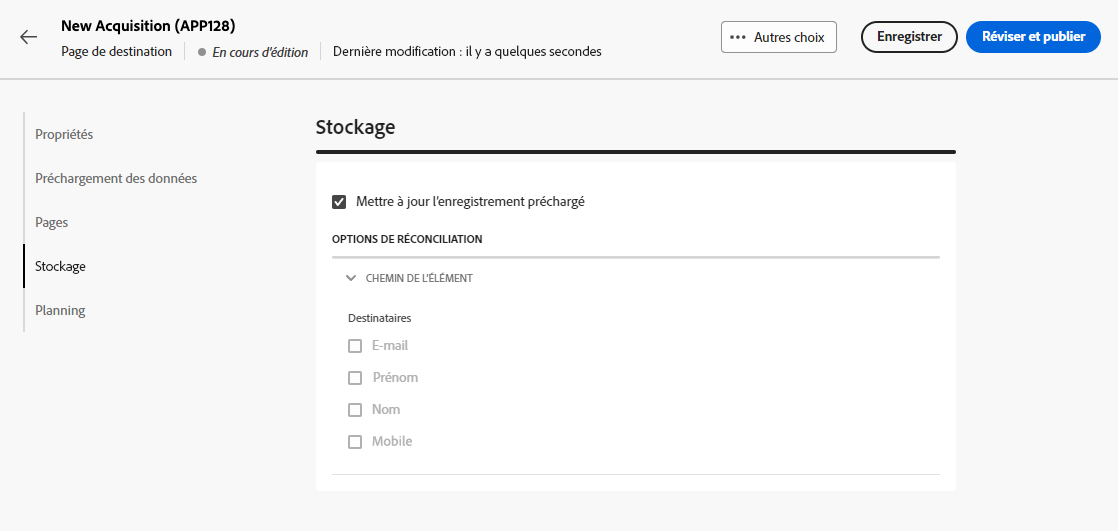 New Acquisition (APP128)
Page de destination
En cours d'édition
Dernière modification : il y a quelques secondes
Autres choix
Enregistrer
Réviser et publier
Propriétés
Préchargement des données
Pages
Stockage
Planning
Stockage
Mettre à jour l'enregistrement préchargé
OPTIONS DE RÉCONCILIATION
CHEMIN DE L'ÉLÉMENT
Destinataires
E-mail
Prénom
Nom
Mobile